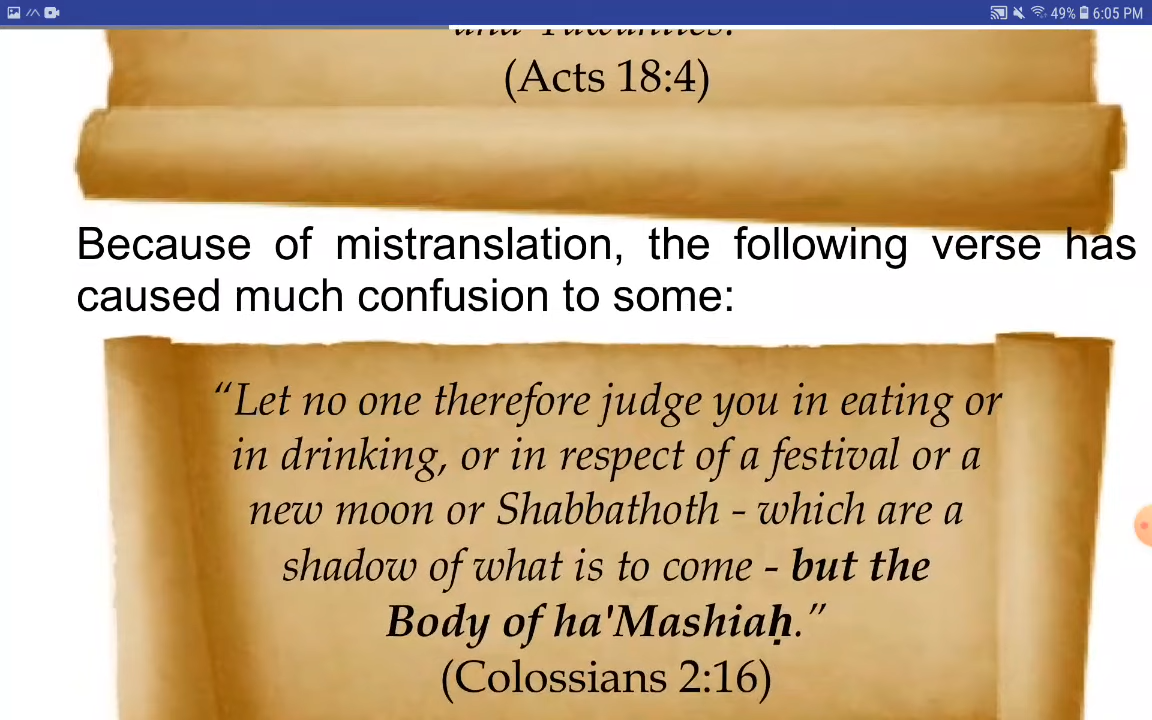 49% 6:05 PM
(Acts 18:4)
Because of mistranslation, the following verse has
caused much confusion to some:
“Let no one therefore judge you in eating or
in drinking, or in respect of a festival or a
new moon or Shabbathoth - which are a
shadow of what is to come - but the
Body of ha'Mashiaḥ.”
(Colossians 2:16)